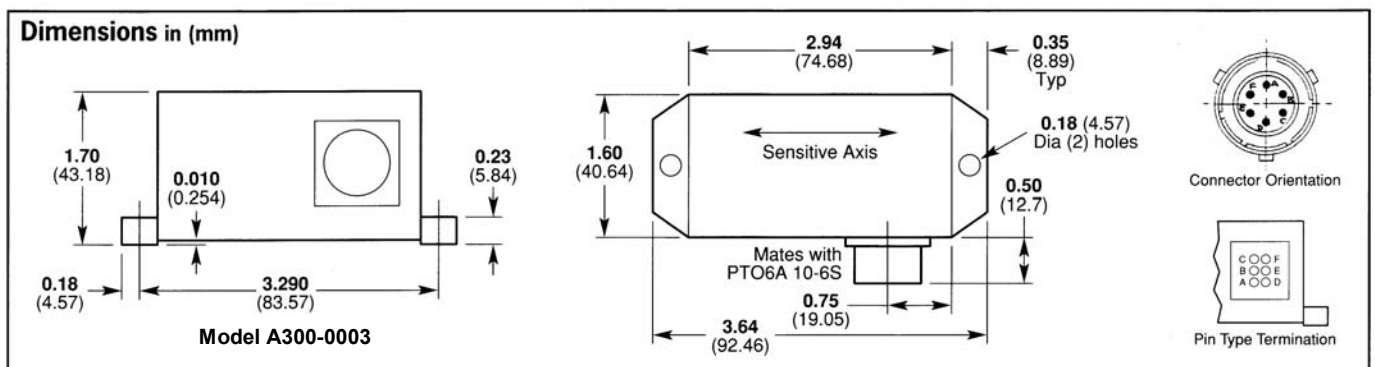 Dimensions in (mm)
1.70
(43.18)
0.010
(0.254)
0.23
(5.84)
0.18
(4.57)
3.290
(83.57)
Model A300-0003
2.94
(74.68)
0.35
(8.89)
Typ
1.60
(40.64)
Sensitive Axis
0.18 (4.57)
Dia (2) holes
0.50
(12.7)
Mates with
PTO6A 10-6S
0.75
(19.05)
3.64
(92.46)
F A
E B
D C
Connector Orientation
C F
B E
A D
Pin Type Termination